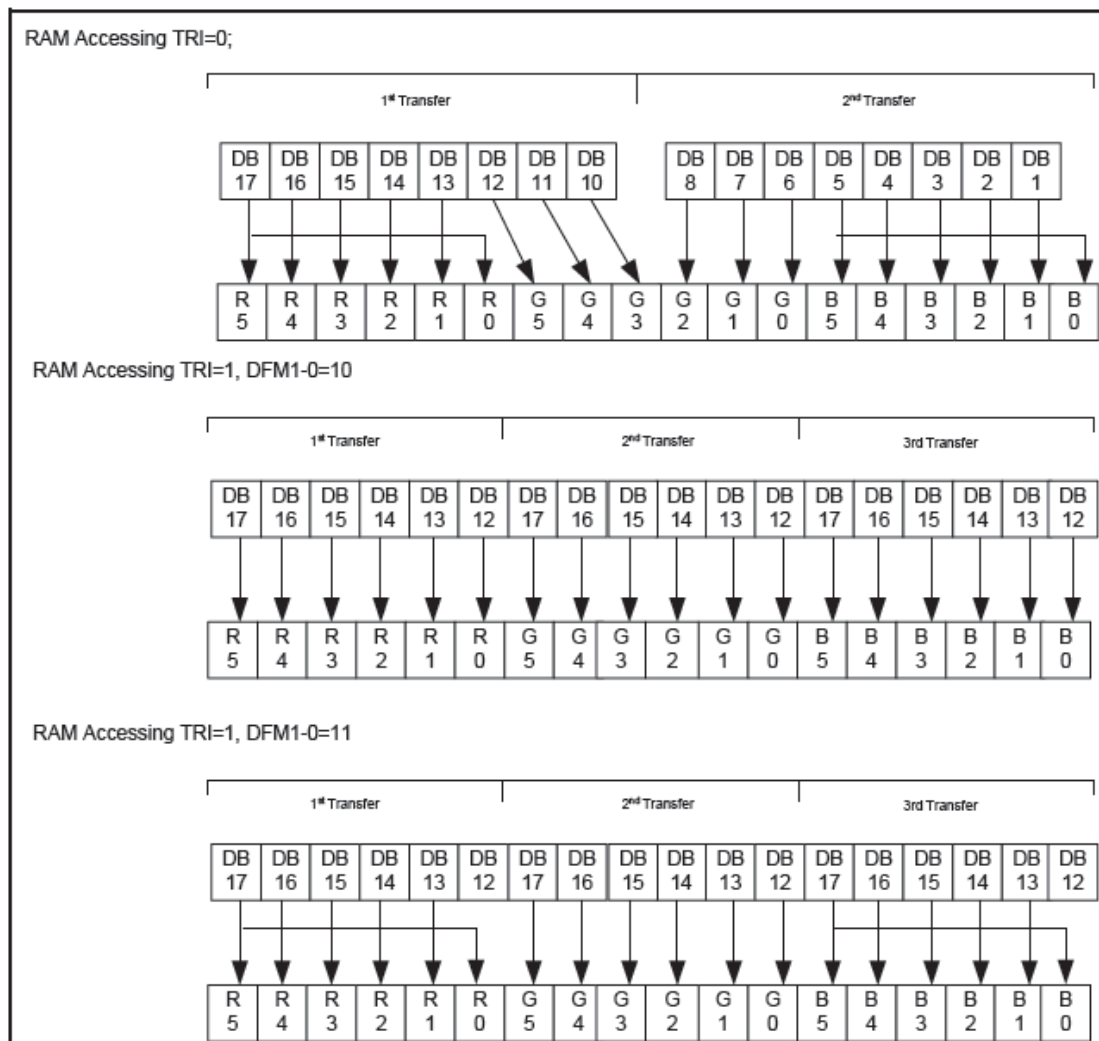 RAM Accessing TRI=0;
1st Transfer 2nd Transfer
DB DB DB DB DB DB DB DB DB DB DB DB DB DB DB DB
17 16 15 14 13 12 11 10 8 7 6 5 4 3 2 1
R R R R R R G G G G G G B B B B B B
5 4 3 2 1 0 5 4 3 2 1 0 5 4 3 2 1 0
RAM Accessing TRI=1, DFM1-0=10
1st Transfer 2nd Transfer 3rd Transfer
DB DB DB DB DB DB DB DB DB DB DB DB DB DB DB DB DB DB
17 16 15 14 13 12 17 16 15 14 13 12 17 16 15 14 13 12
R R R R R R G G G G G G B B B B B B
5 4 3 2 1 0 5 4 3 2 1 0 5 4 3 2 1 0
RAM Accessing TRI=1, DFM1-0=11
1st Transfer 2nd Transfer 3rd Transfer
DB DB DB DB DB DB DB DB DB DB DB DB DB DB DB DB DB DB
17 16 15 14 13 12 17 16 15 14 13 12 17 16 15 14 13 12
R R R R R R G G G G G G B B B B B B
5 4 3 2 1 0 5 4 3 2 1 0 5 4 3 2 1 0